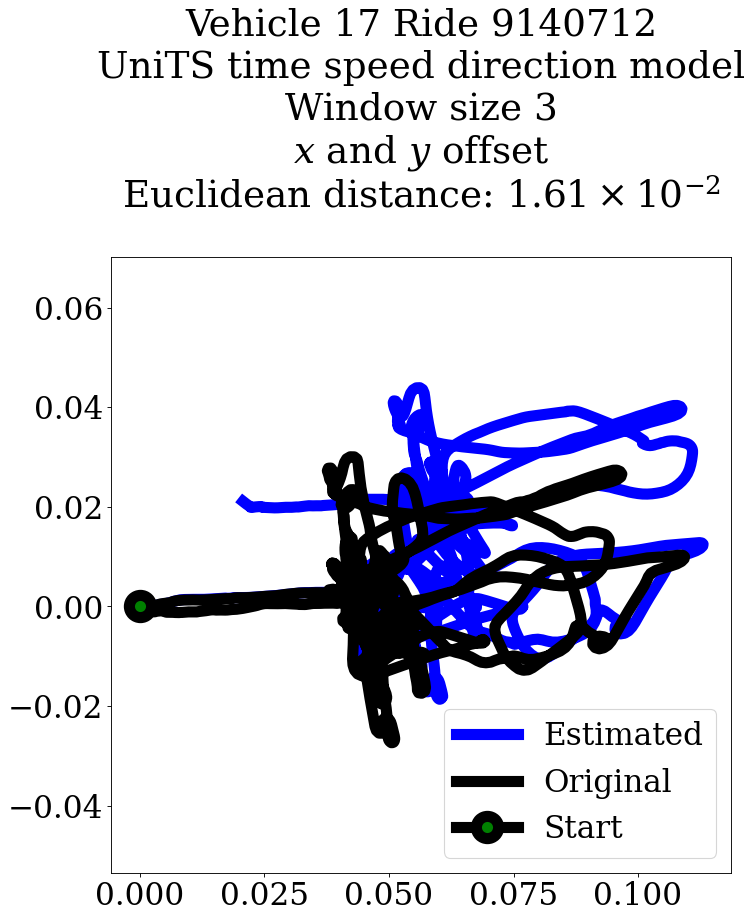 Vehicle 17 Ride 9140712
UniTS time speed direction model
Window size 3
x and y offset
Euclidean distance: 1.61 × 10⁻²
0.06
0.04
0.02
0.00
−0.02
−0.04
Estimated
Original
Start
0.000 0.025 0.050 0.075 0.100